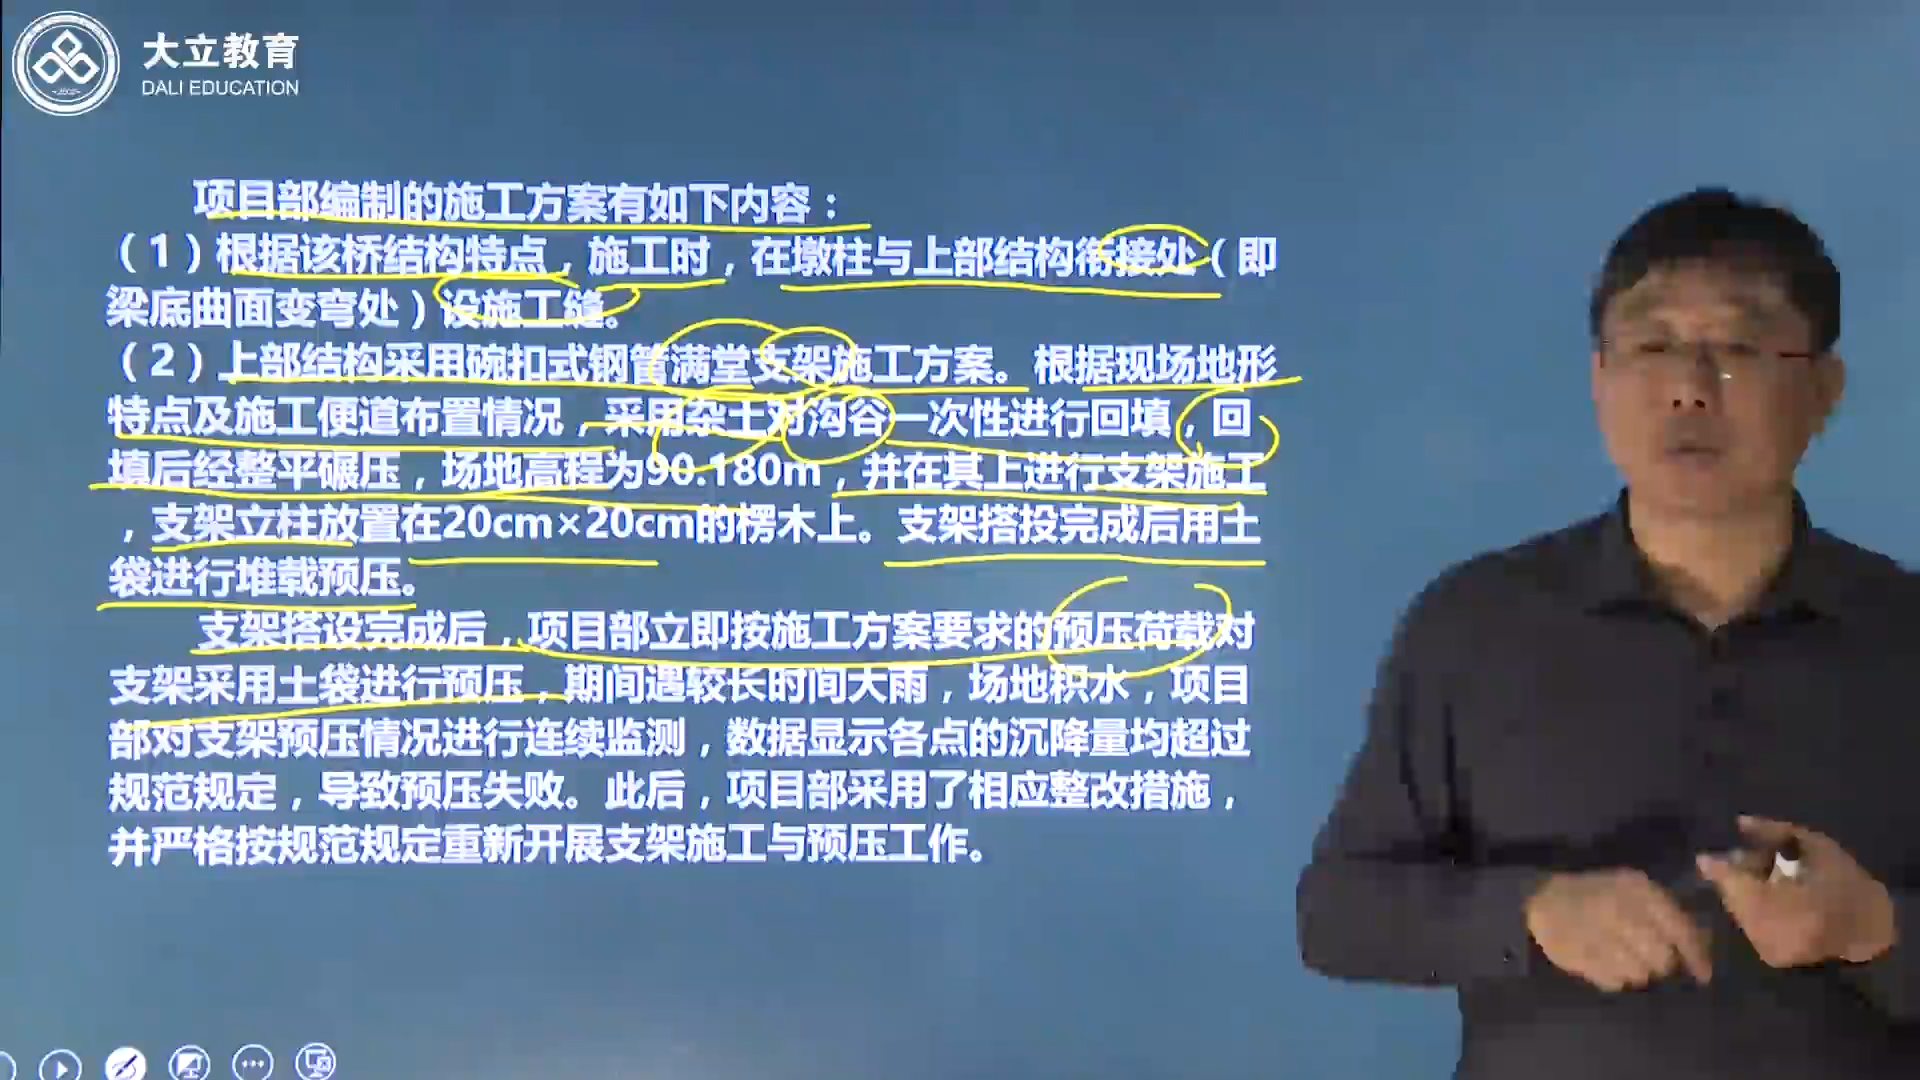 大立教育
DALI EDUCATION
项目部编制的施工方案有如下内容：
（1）根据该桥结构特点，施工时，在墩柱与上部结构衔接处（即
梁底曲面变弯处）设施工缝。
（2）上部结构采用碗扣式钢管满堂支架施工方案。根据现场地形
特点及施工便道布置情况，采用杂土对沟谷一次性进行回填，回
填后经整平碾压，场地高程为90.180m，并在其上进行支架施工
，支架立柱放置在20cm×20cm的楞木上。支架搭投完成后用土
袋进行堆载预压。
支架搭设完成后，项目部立即按施工方案要求的预压荷载对
支架采用土袋进行预压，期间遇较长时间大雨，场地积水，项目
部对支架预压情况进行连续监测，数据显示各点的沉降量均超过
规范规定，导致预压失败。此后，项目部采用了相应整改措施，
并严格按规范规定重新开展支架施工与预压工作。